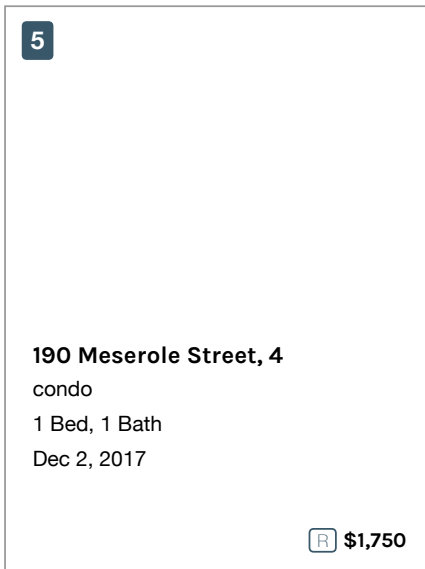 5
190 Meserole Street, 4
condo
1 Bed, 1 Bath
Dec 2, 2017
R $1,750